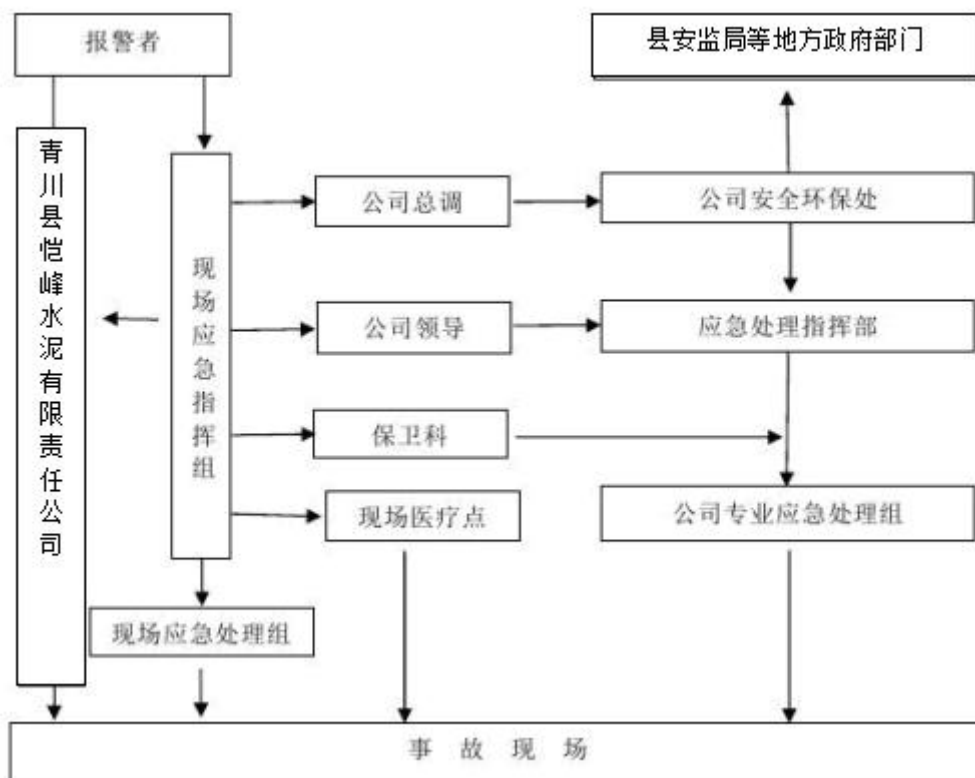 报警者
县安监局等地方政府部门
青川县恺峰水泥有限责任公司
现场应急指挥组
公司总调
公司安全环保处
公司领导
应急处理指挥部
保卫科
现场医疗点
公司专业应急处理组
现场应急处理组
事故现场